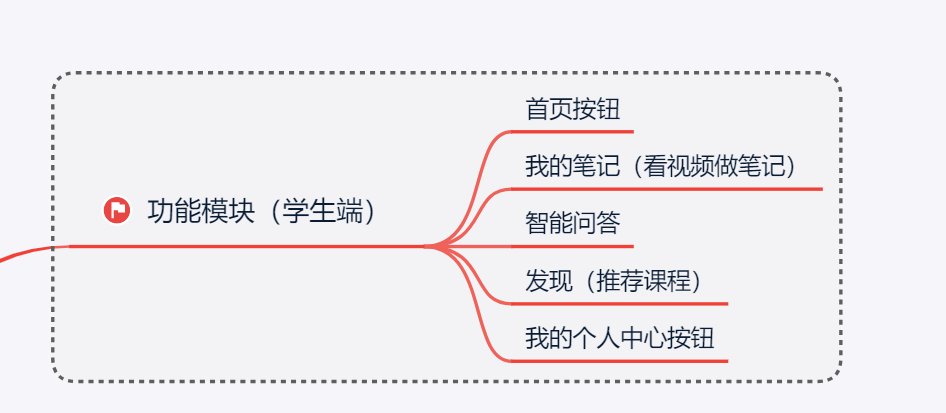 首页按钮
我的笔记（看视频做笔记）
功能模块（学生端）
智能问答
发现（推荐课程）
我的个人中心按钮